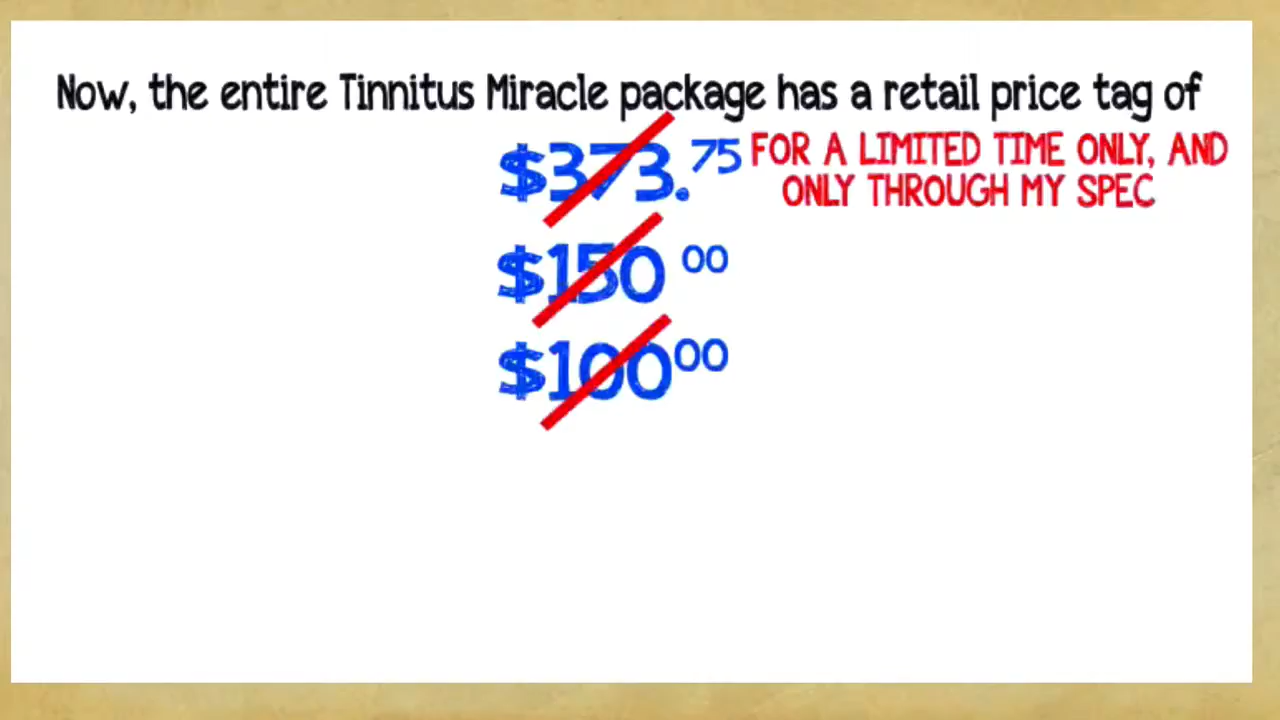 Now, the entire Tinnitus Miracle package has a retail price tag of
$373.75 FOR A LIMITED TIME ONLY, AND
ONLY THROUGH MY SPEC
$150 00
$100 00